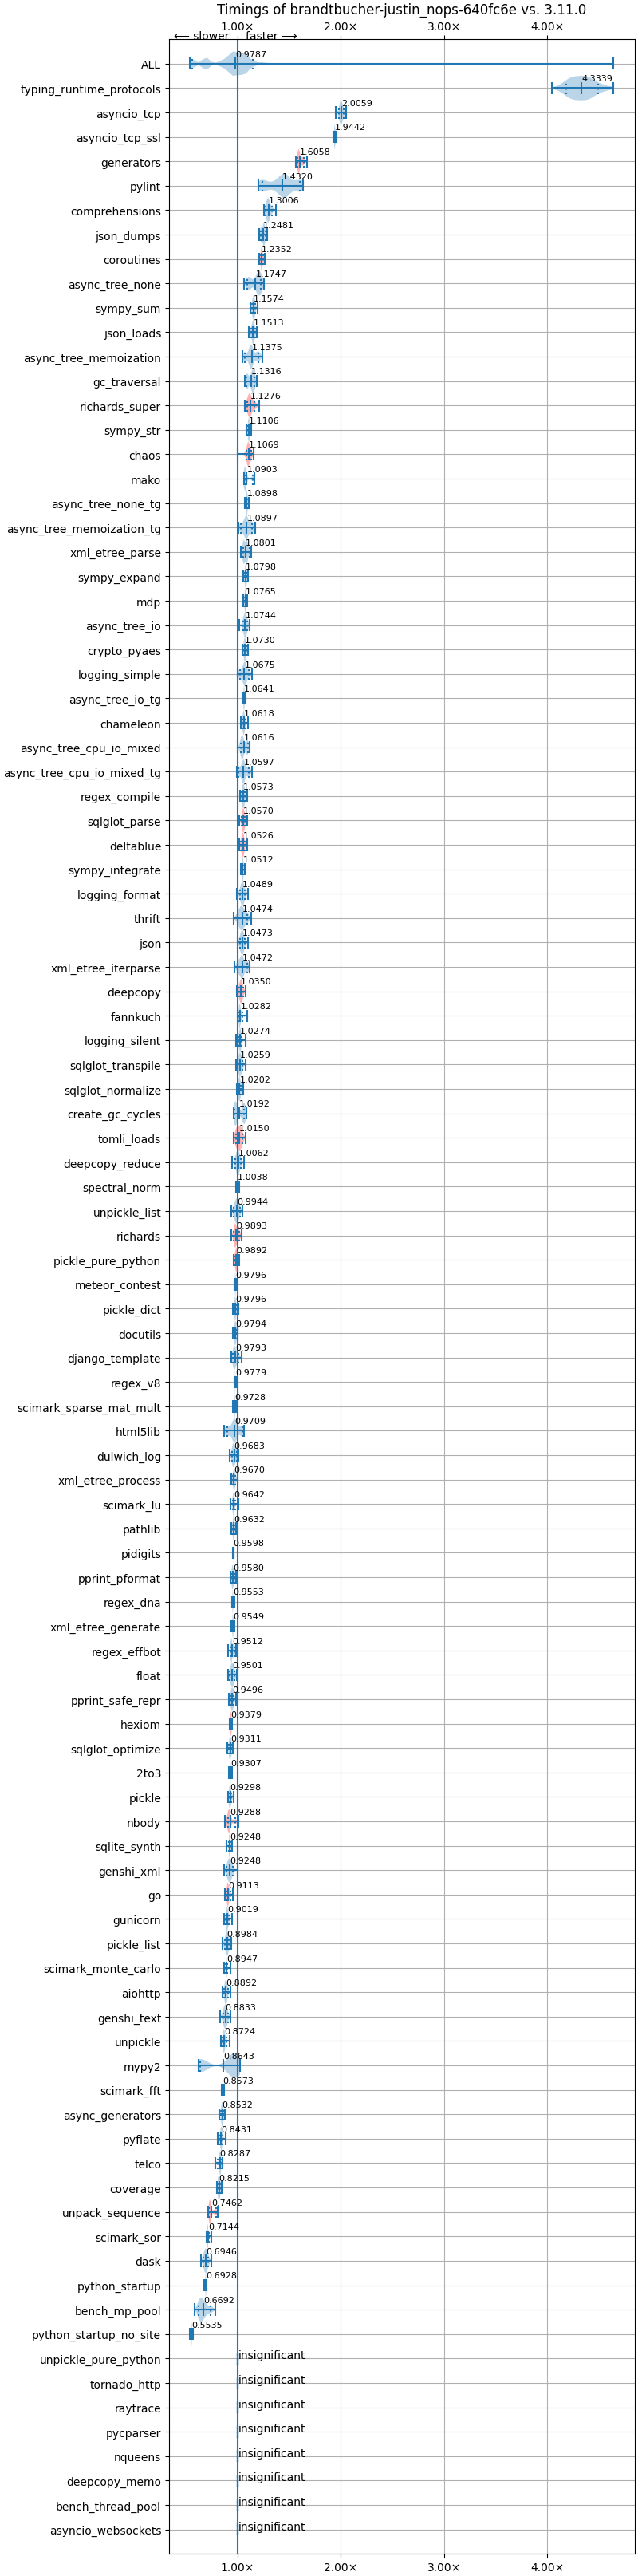 Timings of brandtbucher-justin_nops-640fc6e vs. 3.11.0
1.00× 2.00× 3.00× 4.00×
⟵ slower faster ⟶
ALL 0.9787
typing_runtime_protocols 4.3339
asyncio_tcp 2.0059
asyncio_tcp_ssl 1.9442
generators 1.6058
pylint 1.4320
comprehensions 1.3006
json_dumps 1.2481
coroutines 1.2352
async_tree_none 1.1747
sympy_sum 1.1574
json_loads 1.1513
async_tree_memoization 1.1375
gc_traversal 1.1316
richards_super 1.1276
sympy_str 1.1106
chaos 1.1069
mako 1.0903
async_tree_none_tg 1.0898
async_tree_memoization_tg 1.0897
xml_etree_parse 1.0801
sympy_expand 1.0798
mdp 1.0765
async_tree_io 1.0744
crypto_pyaes 1.0730
logging_simple 1.0675
async_tree_io_tg 1.0641
chameleon 1.0618
async_tree_cpu_io_mixed 1.0616
async_tree_cpu_io_mixed_tg 1.0597
regex_compile 1.0573
sqlglot_parse 1.0570
deltablue 1.0526
sympy_integrate 1.0512
logging_format 1.0489
thrift 1.0474
json 1.0473
xml_etree_iterparse 1.0472
deepcopy 1.0350
fannkuch 1.0282
logging_silent 1.0274
sqlglot_transpile 1.0259
sqlglot_normalize 1.0202
create_gc_cycles 1.0192
tomli_loads 1.0150
deepcopy_reduce 1.0062
spectral_norm 1.0038
unpickle_list 0.9944
richards 0.9893
pickle_pure_python 0.9892
meteor_contest 0.9796
pickle_dict 0.9796
docutils 0.9794
django_template 0.9793
regex_v8 0.9779
scimark_sparse_mat_mult 0.9728
html5lib 0.9709
dulwich_log 0.9683
xml_etree_process 0.9670
scimark_lu 0.9642
pathlib 0.9632
pidigits 0.9598
pprint_pformat 0.9580
regex_dna 0.9553
xml_etree_generate 0.9549
regex_effbot 0.9512
float 0.9501
pprint_safe_repr 0.9496
hexiom 0.9379
sqlglot_optimize 0.9311
2to3 0.9307
pickle 0.9298
nbody 0.9288
sqlite_synth 0.9248
genshi_xml 0.9248
go 0.9113
gunicorn 0.9019
pickle_list 0.8984
scimark_monte_carlo 0.8947
aiohttp 0.8892
genshi_text 0.8833
unpickle 0.8724
mypy2 0.8643
scimark_fft 0.8573
async_generators 0.8532
pyflate 0.8431
telco 0.8287
coverage 0.8215
unpack_sequence 0.7462
scimark_sor 0.7144
dask 0.6946
python_startup 0.6928
bench_mp_pool 0.6692
python_startup_no_site 0.5535
unpickle_pure_python insignificant
tornado_http insignificant
raytrace insignificant
pycparser insignificant
nqueens insignificant
deepcopy_memo insignificant
bench_thread_pool insignificant
asyncio_websockets insignificant
1.00× 2.00× 3.00× 4.00×